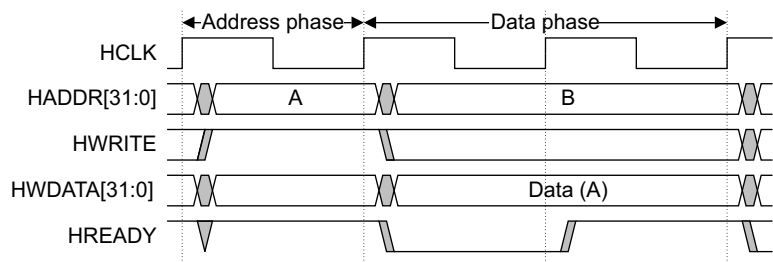 Address phase Data phase
HCLK
HADDR[31:0] A B
HWRITE
HWDATA[31:0] Data (A)
HREADY